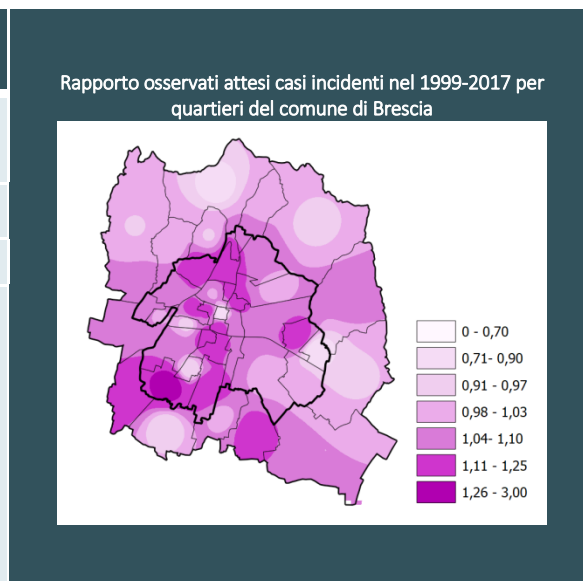 Rapporto osservati attesi casi incidenti nel 1999-2017 per
quartieri del comune di Brescia
0 - 0,70
0,71- 0,90
0,91 - 0,97
0,98 - 1,03
1,04- 1,10
1,11 - 1,25
1,26 - 3,00